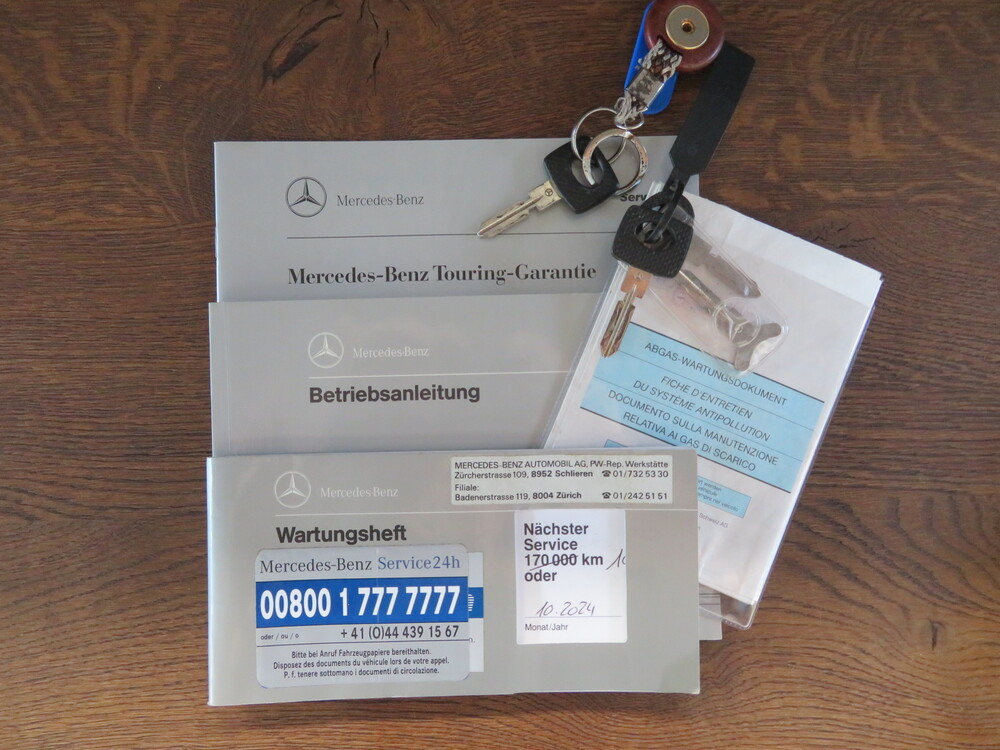 Mercedes-Benz
Mercedes-Benz Touring-Garantie
Mercedes-Benz
Betriebsanleitung
ABGAS-WARTUNGSDOKUMENT
FICHE D'ENTRETIEN
DU SYSTÈME ANTIPOLLUTION
DOCUMENTO SULLA MANUTENZIONE
RELATIVA AI GAS DI SCARICO
Schweiz AG
MERCEDES-BENZ AUTOMOBIL AG, PW-Rep. Werkstätte
Zürcherstrasse 109, 8952 Schlieren ☎ 01/732 53 30
Filiale:
Badenerstrasse 119, 8004 Zürich ☎ 01/242 51 51
Mercedes-Benz
Wartungsheft
Mercedes-Benz Service24h
00800 1 777 7777
oder / ou / o + 41 (0)44 439 15 67
Bitte bei Anruf Fahrzeugpapiere bereithalten.
Disposez des documents du véhicule lors de votre appel.
P. f. tenere sottomano i documenti di circolazione.
Nächster
Service
170 000 km
oder
10.2024
Monat/Jahr